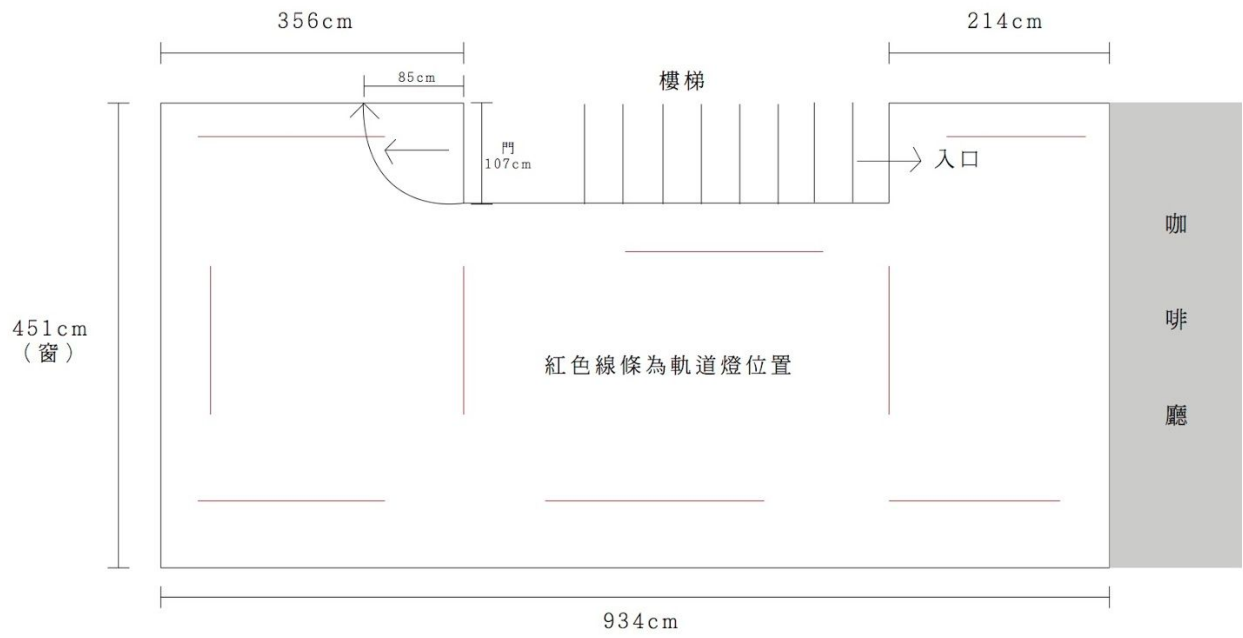 356cm
214cm
85cm
樓梯
門
107cm
入口
咖
啡
廳
451cm
（窗）
紅色線條為軌道燈位置
934cm